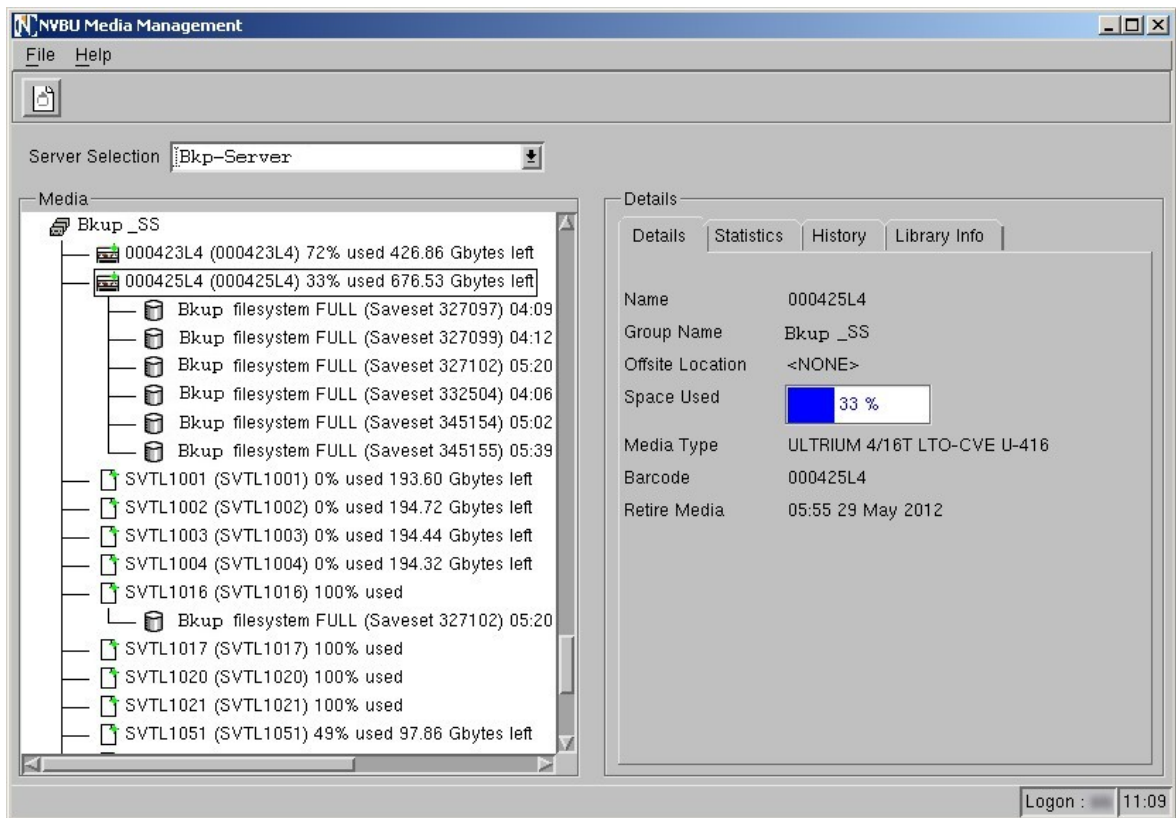 NVBU Media Management
File Help
Server Selection Bkp-Server
Media
Bkup _SS
000423L4 (000423L4) 72% used 426.86 Gbytes left
000425L4 (000425L4) 33% used 676.53 Gbytes left
Bkup filesystem FULL (Saveset 327097) 04:09
Bkup filesystem FULL (Saveset 327099) 04:12
Bkup filesystem FULL (Saveset 327102) 05:20
Bkup filesystem FULL (Saveset 332504) 04:06
Bkup filesystem FULL (Saveset 345154) 05:02
Bkup filesystem FULL (Saveset 345155) 05:39
SVTL1001 (SVTL1001) 0% used 193.60 Gbytes left
SVTL1002 (SVTL1002) 0% used 194.72 Gbytes left
SVTL1003 (SVTL1003) 0% used 194.44 Gbytes left
SVTL1004 (SVTL1004) 0% used 194.32 Gbytes left
SVTL1016 (SVTL1016) 100% used
Bkup filesystem FULL (Saveset 327102) 05:20
SVTL1017 (SVTL1017) 100% used
SVTL1020 (SVTL1020) 100% used
SVTL1021 (SVTL1021) 100% used
SVTL1051 (SVTL1051) 49% used 97.86 Gbytes left
Details
Details Statistics History Library Info
Name 000425L4
Group Name Bkup _SS
Offsite Location <NONE>
Space Used 33 %
Media Type ULTRIUM 4/16T LTO-CVE U-416
Barcode 000425L4
Retire Media 05:55 29 May 2012
Logon : 11:09